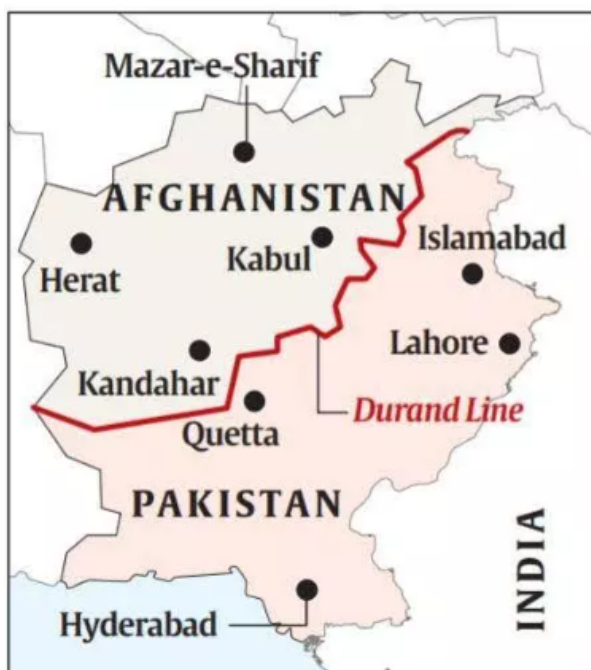 Mazar-e-Sharif
AFGHANISTAN
Islamabad
Kabul
Herat
Lahore
Kandahar
Durand Line
Quetta
PAKISTAN
INDIA
Hyderabad